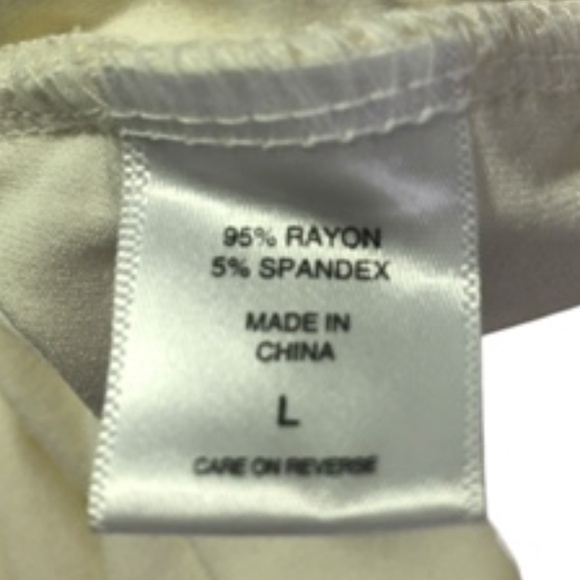 95% RAYON
5% SPANDEX
MADE IN
CHINA
L
CARE ON REVERSE